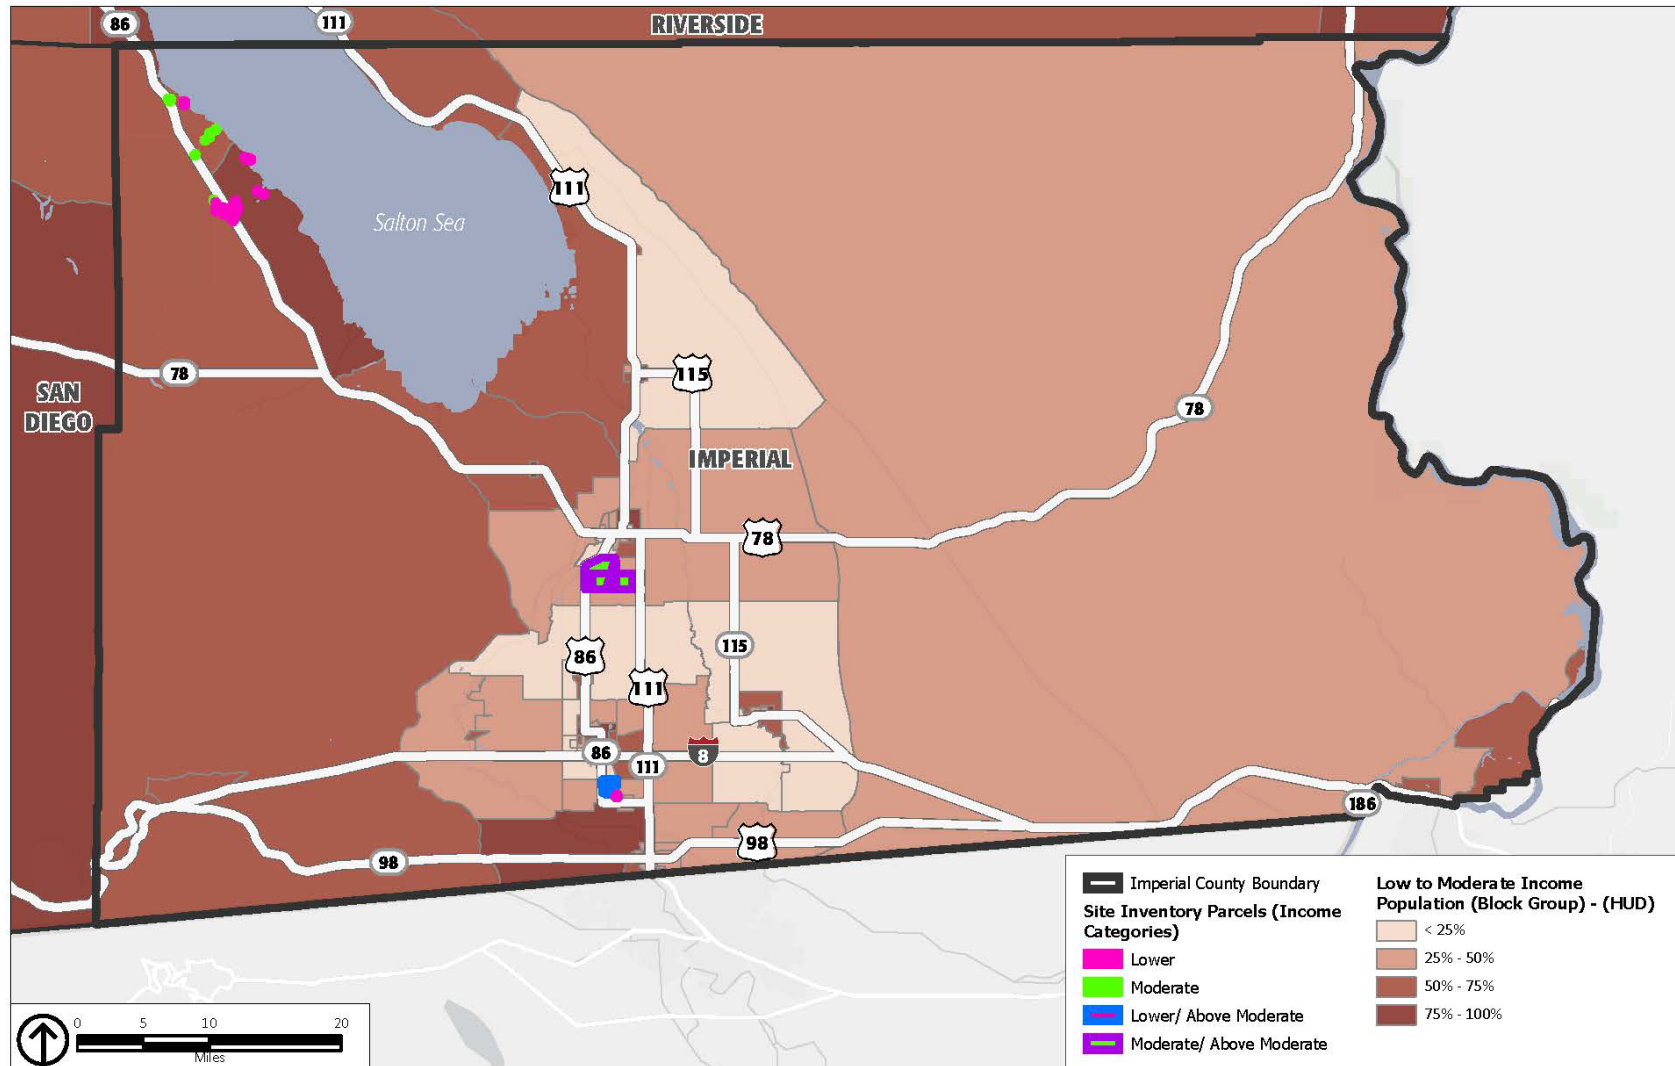 86
111
RIVERSIDE
111
Salton Sea
115
78
SAN
DIEGO
78
IMPERIAL
78
115
86
111
86
8
111
186
98
98
Imperial County Boundary
Site Inventory Parcels (Income
Categories)
Lower
Moderate
Lower/ Above Moderate
Moderate/ Above Moderate
Low to Moderate Income
Population (Block Group) - (HUD)
< 25%
25% - 50%
50% - 75%
75% - 100%
0 5 10 20
Miles